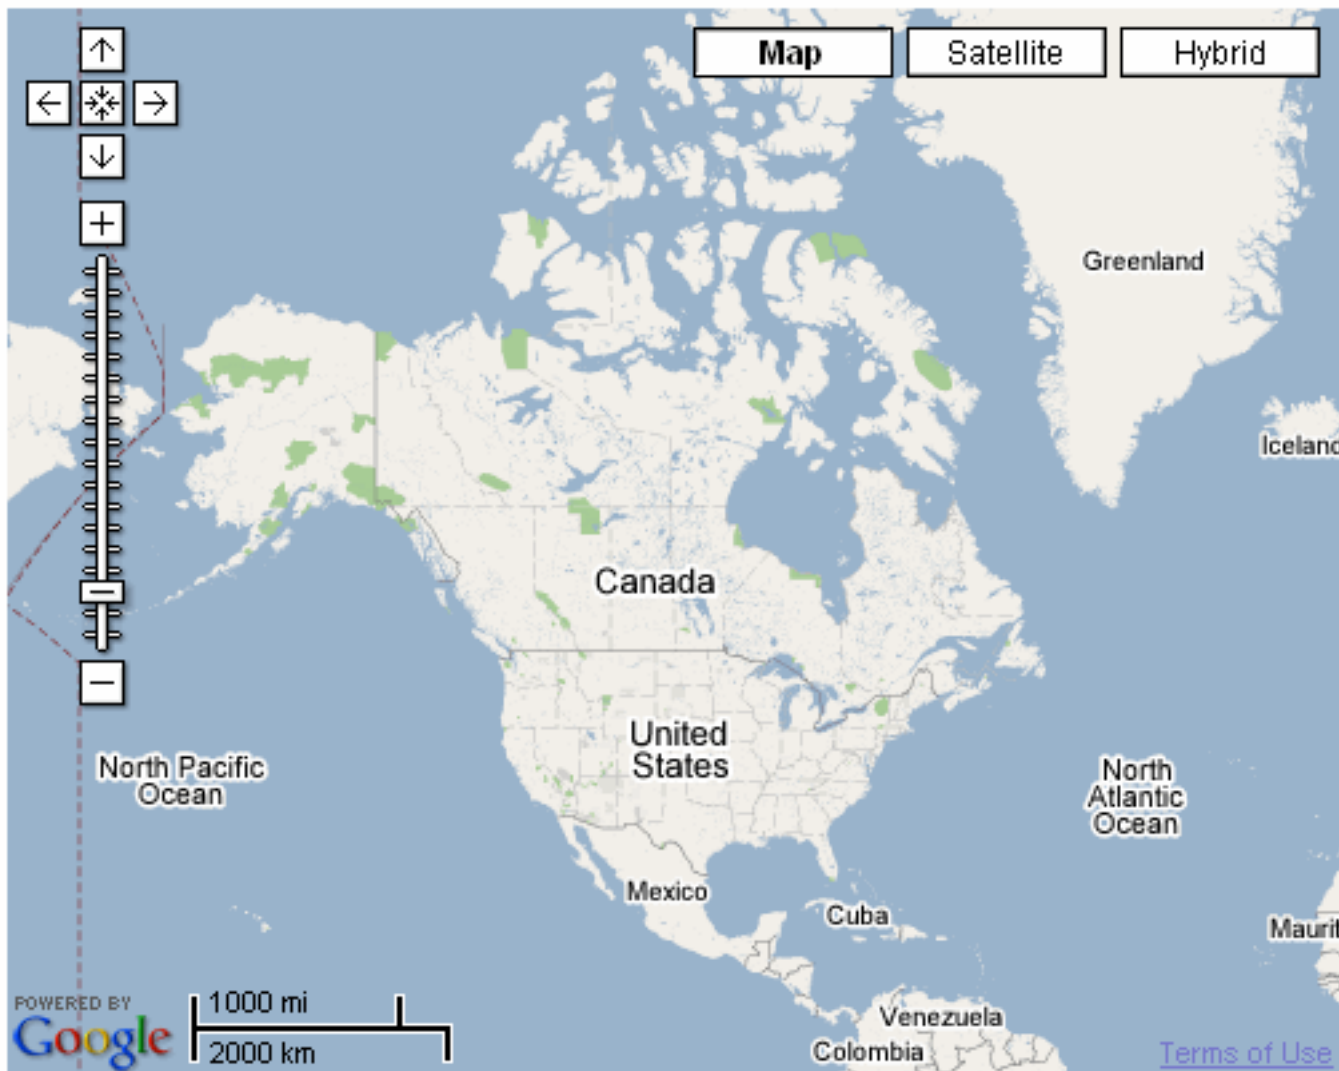 Map
Satellite
Hybrid
Greenland
Iceland
Canada
United
States
North Pacific
Ocean
North
Atlantic
Ocean
Mexico
Cuba
Maurit
Venezuela
Colombia
POWERED BY
Google
1000 mi
2000 km
Terms of Use